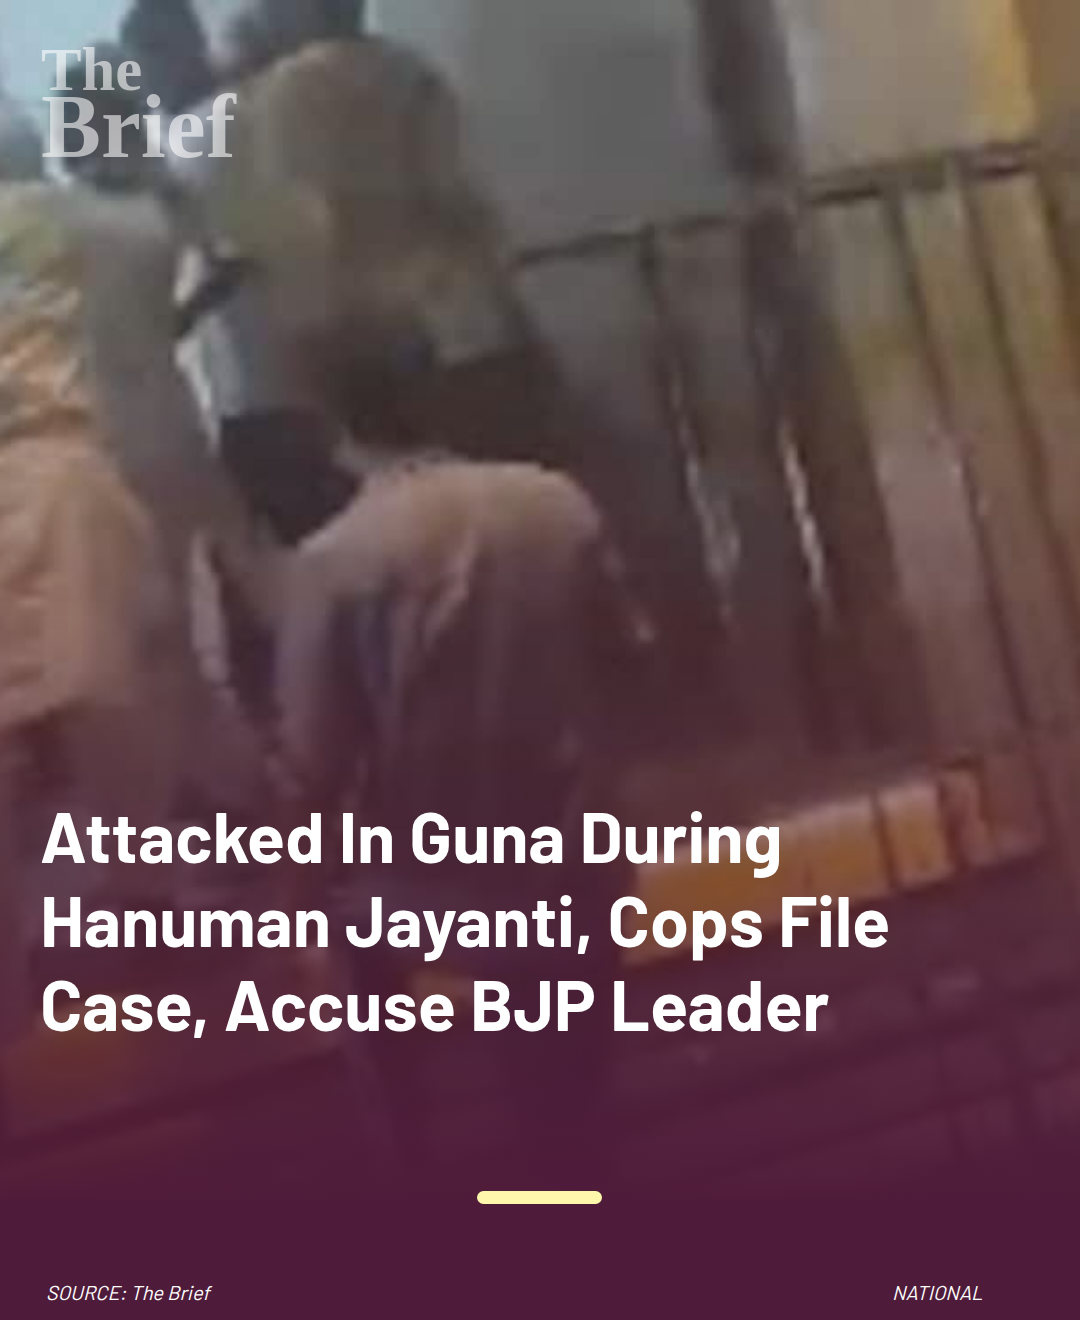 The
Brief
Attacked In Guna During
Hanuman Jayanti, Cops File
Case, Accuse BJP Leader
SOURCE: The Brief
NATIONAL